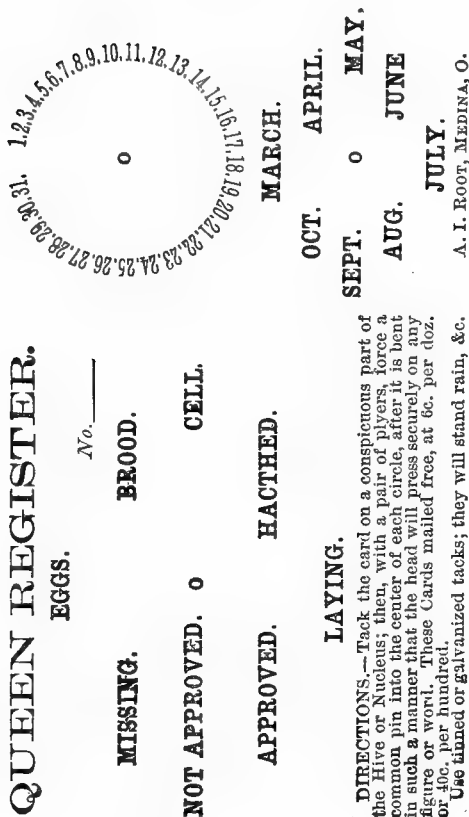 QUEEN REGISTER.
EGGS.
No.
MISSING. BROOD.
NOT APPROVED. o CELL.
APPROVED. HACTHED.
LAYING.
1.2.3.4.5.6.7.8.9.10.11.12.13.14.15.16.17.18.19.20.21.22.23.24.25.26.27.28.29.30.31.
o
MARCH.
OCT. APRIL.
SEPT. o MAY.
AUG. JUNE
JULY.
DIRECTIONS.—Tack the card on a conspicuous part of
the Hive or Nucleus; then, with a pair of plyers, force a
common pin into the center of each circle, after it is bent
in such a manner that the head will press securely on any
figure or word. These Cards mailed free, at 6c. per doz.
or 40c. per hundred.
Use tinned or galvanized tacks; they will stand rain, &c.
A. I. ROOT, MEDINA, O.